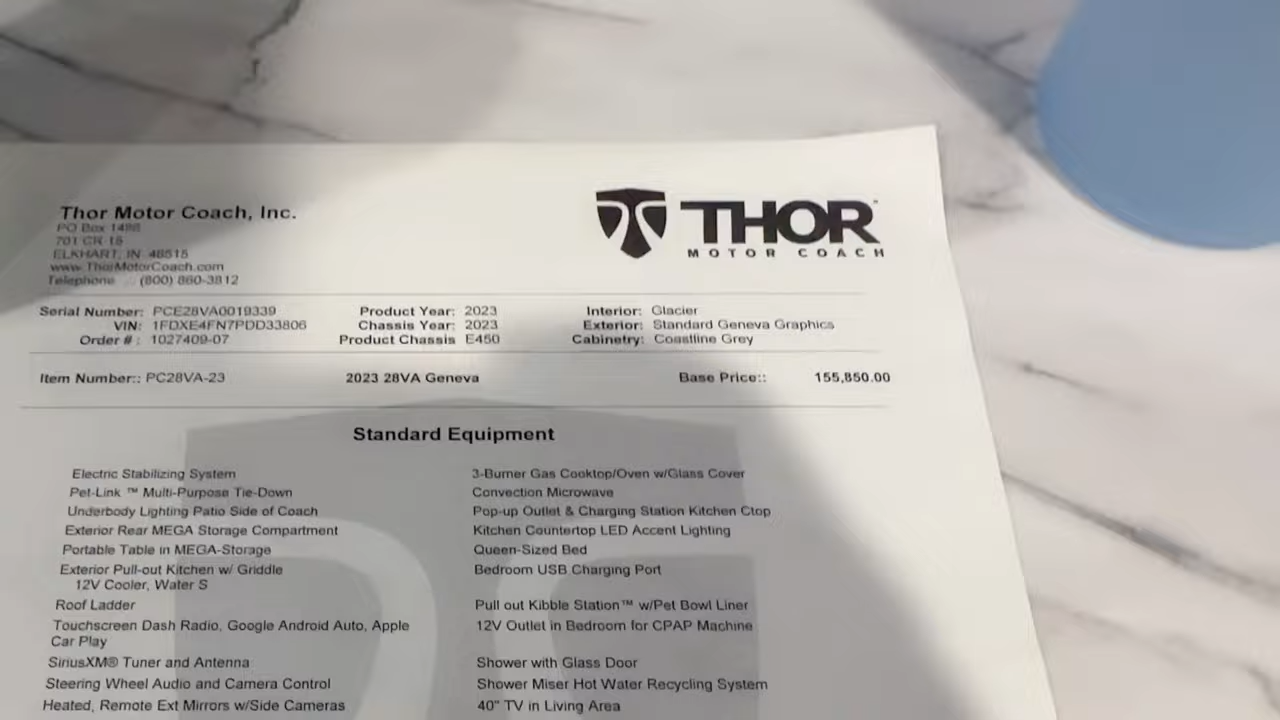 Thor Motor Coach, Inc.
PO Box 1486
701 CR 15
ELKHART, IN 46515
www.ThorMotorCoach.com
Telephone (800) 860-3812
THOR
MOTOR COACH
Serial Number: PCE28VA0019339 Product Year: 2023 Interior: Glacier
VIN: 1FDXE4FN7PDD33806 Chassis Year: 2023 Exterior: Standard Geneva Graphics
Order # : 1027409-07 Product Chassis E450 Cabinetry: Coastline Grey
Item Number:: PC28VA-23 2023 28VA Geneva Base Price:: 155,850.00
Standard Equipment
Electric Stabilizing System 3-Burner Gas Cooktop/Oven w/Glass Cover
Pet-Link ™ Multi-Purpose Tie-Down Convection Microwave
Underbody Lighting Patio Side of Coach Pop-up Outlet & Charging Station Kitchen Ctop
Exterior Rear MEGA Storage Compartment Kitchen Countertop LED Accent Lighting
Portable Table in MEGA-Storage Queen-Sized Bed
Exterior Pull-out Kitchen w/ Griddle Bedroom USB Charging Port
12V Cooler, Water S
Roof Ladder Pull out Kibble Station™ w/Pet Bowl Liner
Touchscreen Dash Radio, Google Android Auto, Apple 12V Outlet in Bedroom for CPAP Machine
Car Play
SiriusXM® Tuner and Antenna Shower with Glass Door
Steering Wheel Audio and Camera Control Shower Miser Hot Water Recycling System
Heated, Remote Ext Mirrors w/Side Cameras 40" TV in Living Area